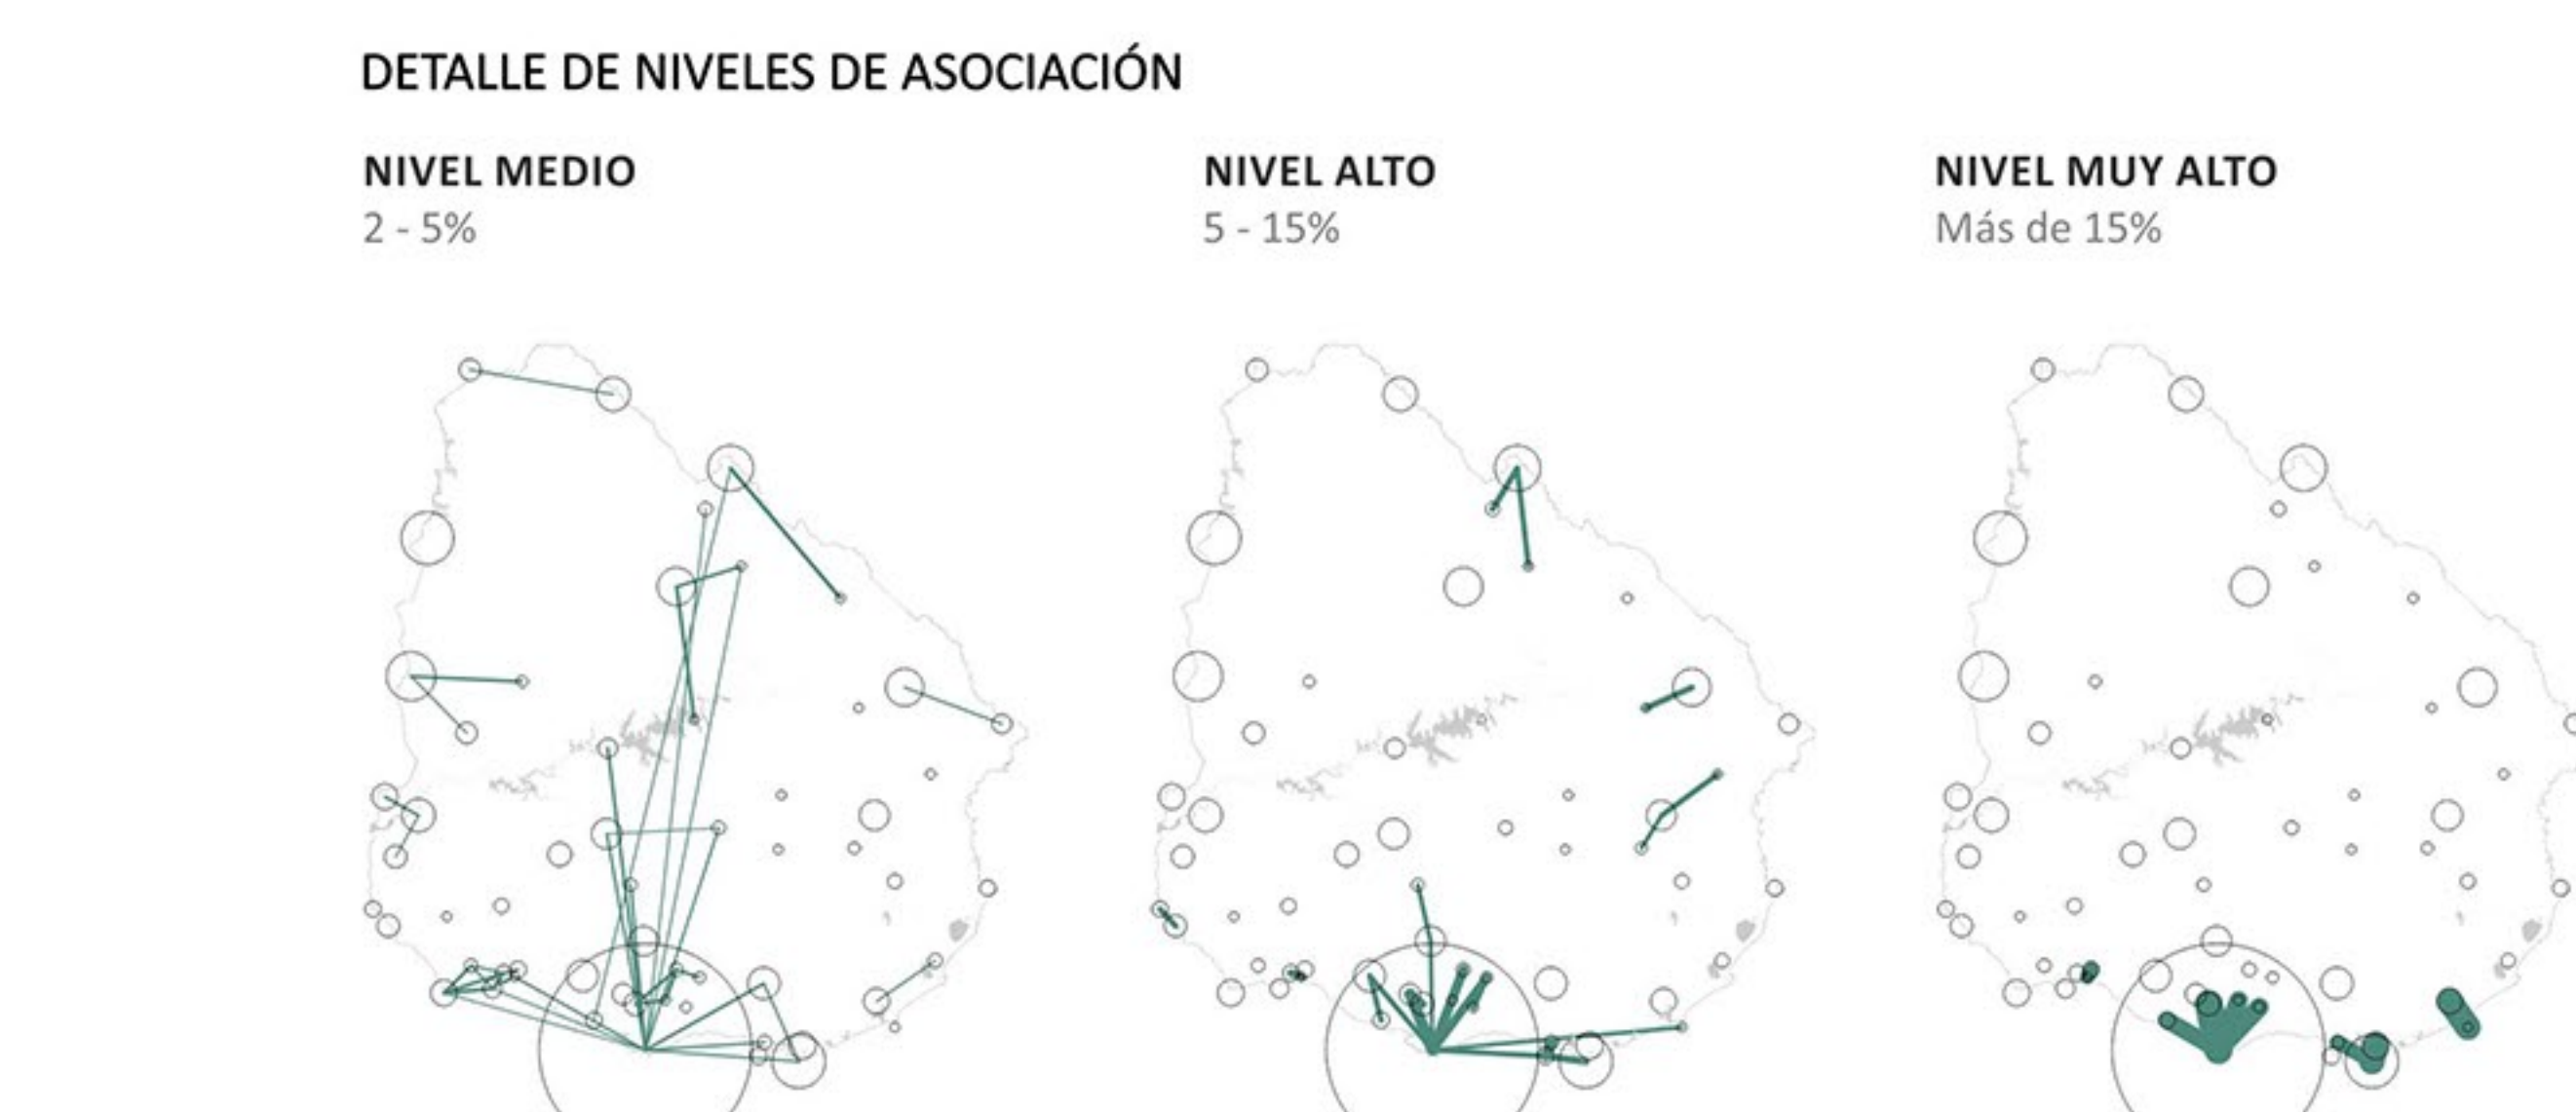 DETALLE DE NIVELES DE ASOCIACIÓN
NIVEL MEDIO
2 - 5%
NIVEL ALTO
5 - 15%
NIVEL MUY ALTO
Más de 15%